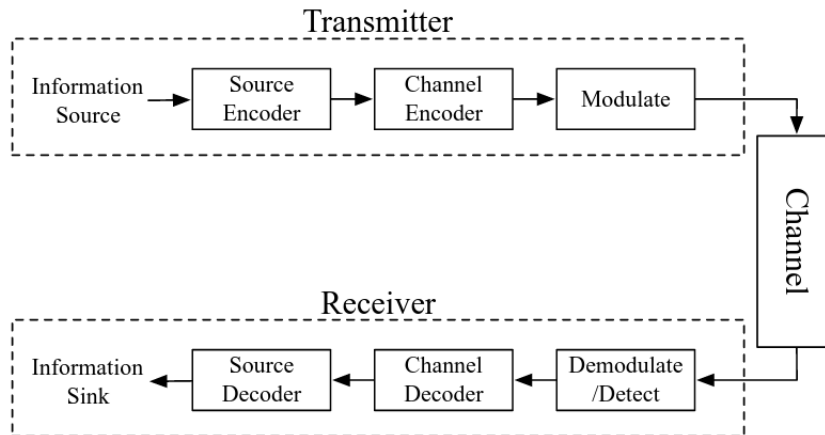 Transmitter
Information
Source
Source
Encoder
Channel
Encoder
Modulate
Channel
Receiver
Information
Sink
Source
Decoder
Channel
Decoder
Demodulate
/Detect